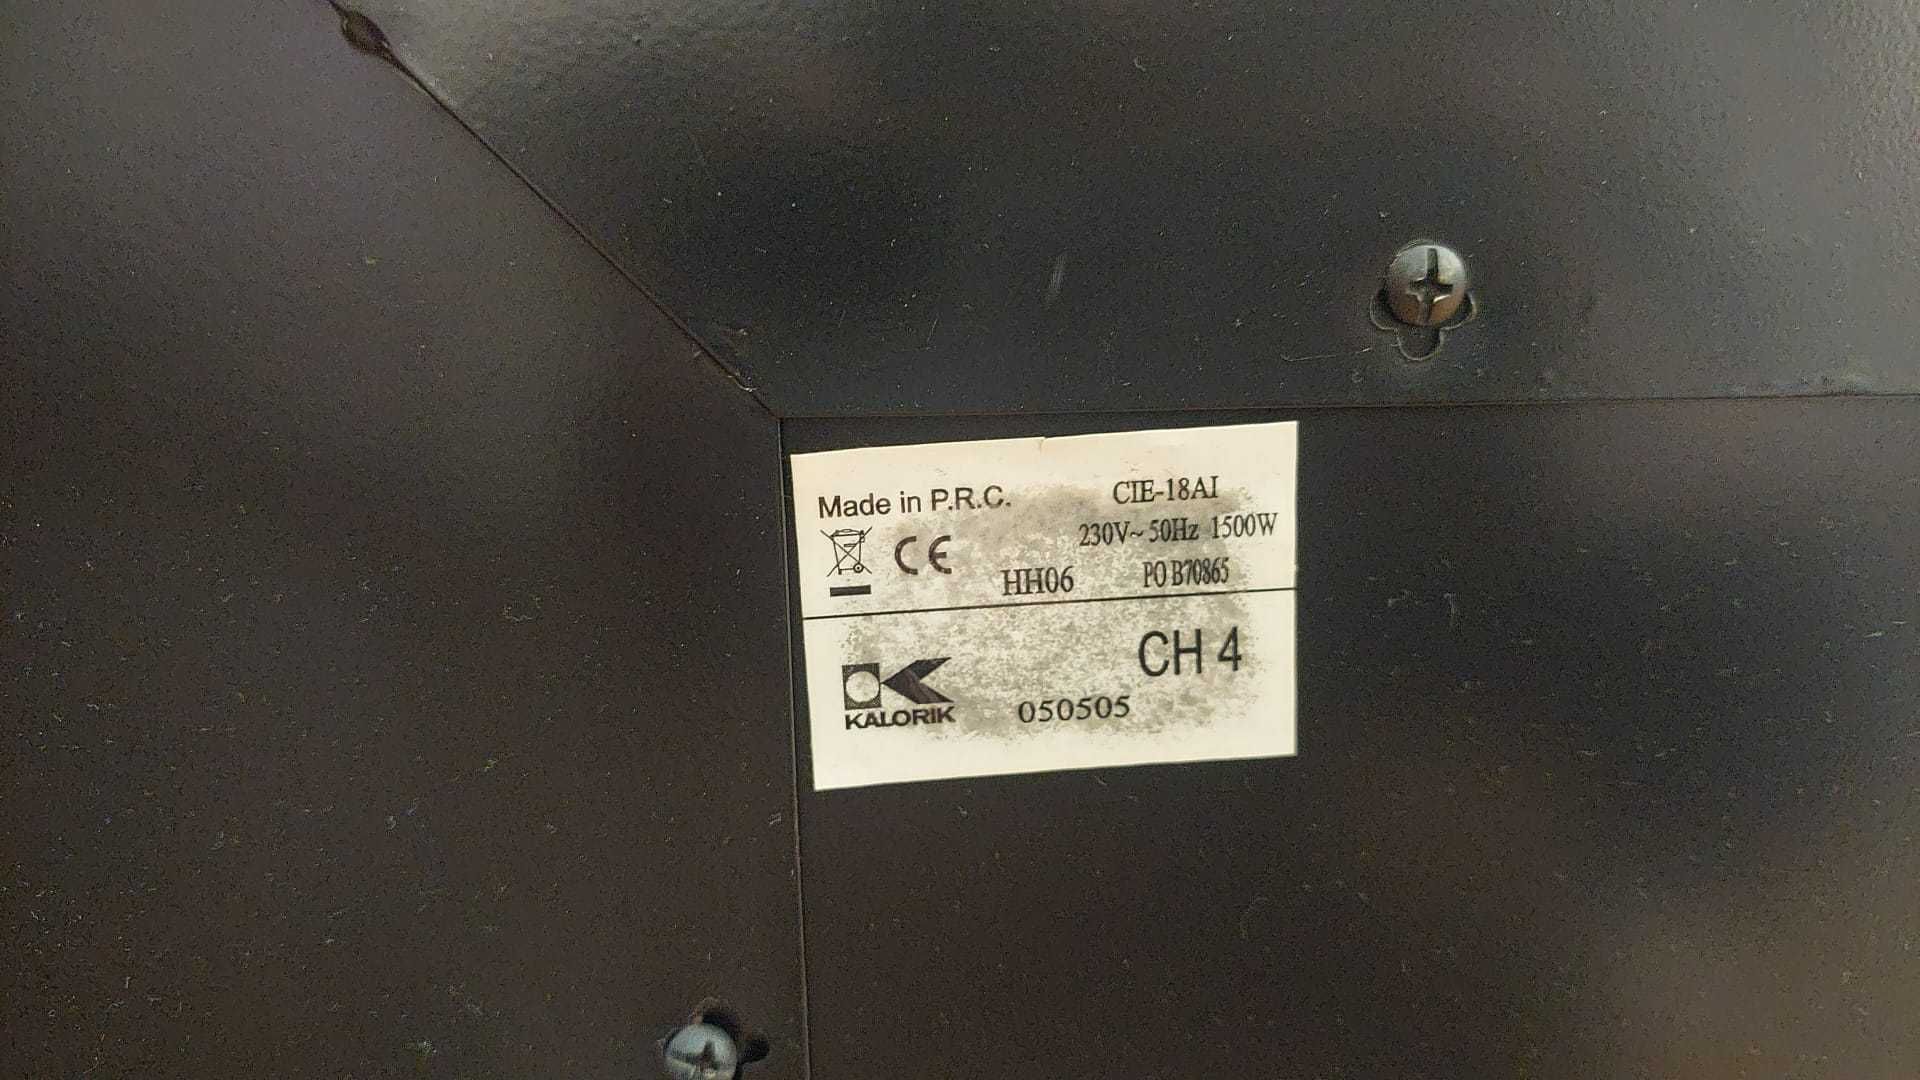 Made in P.R.C.
CIE-18AI
230V~ 50Hz 1500W
CE
HH06
PO B70865
CH 4
KALORIK
050505